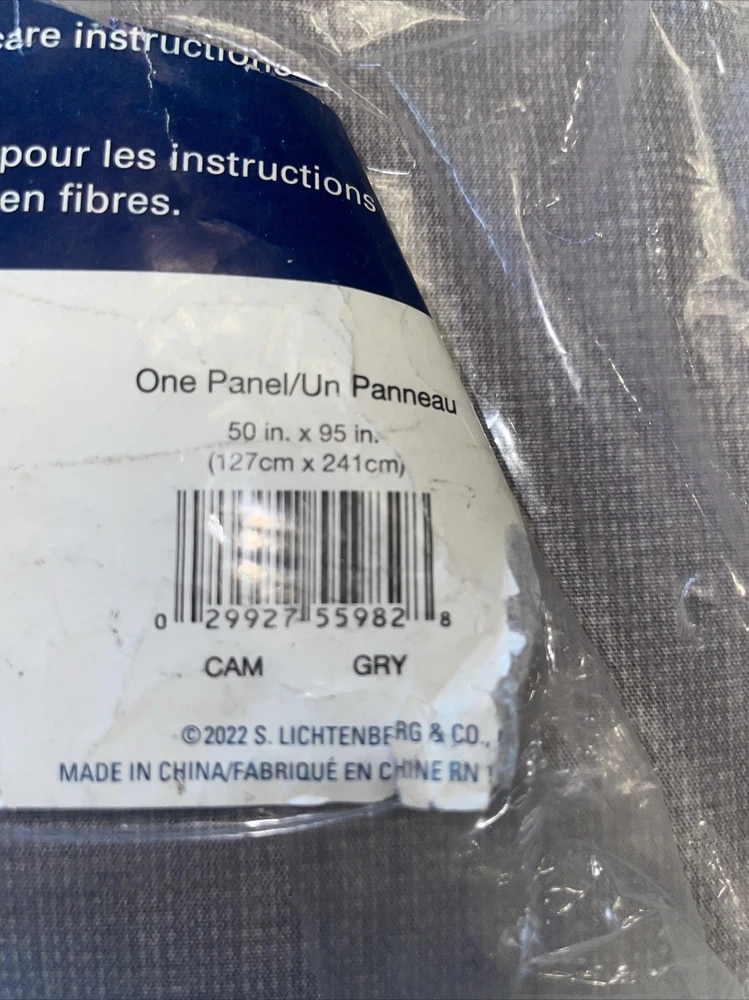 care instructions
pour les instructions
en fibres.
One Panel/Un Panneau
50 in. x 95 in.
(127cm x 241cm)
0 29927 55982 8
CAM GRY
©2022 S. LICHTENBERG & CO.,
MADE IN CHINA/FABRIQUÉ EN CHINE RN